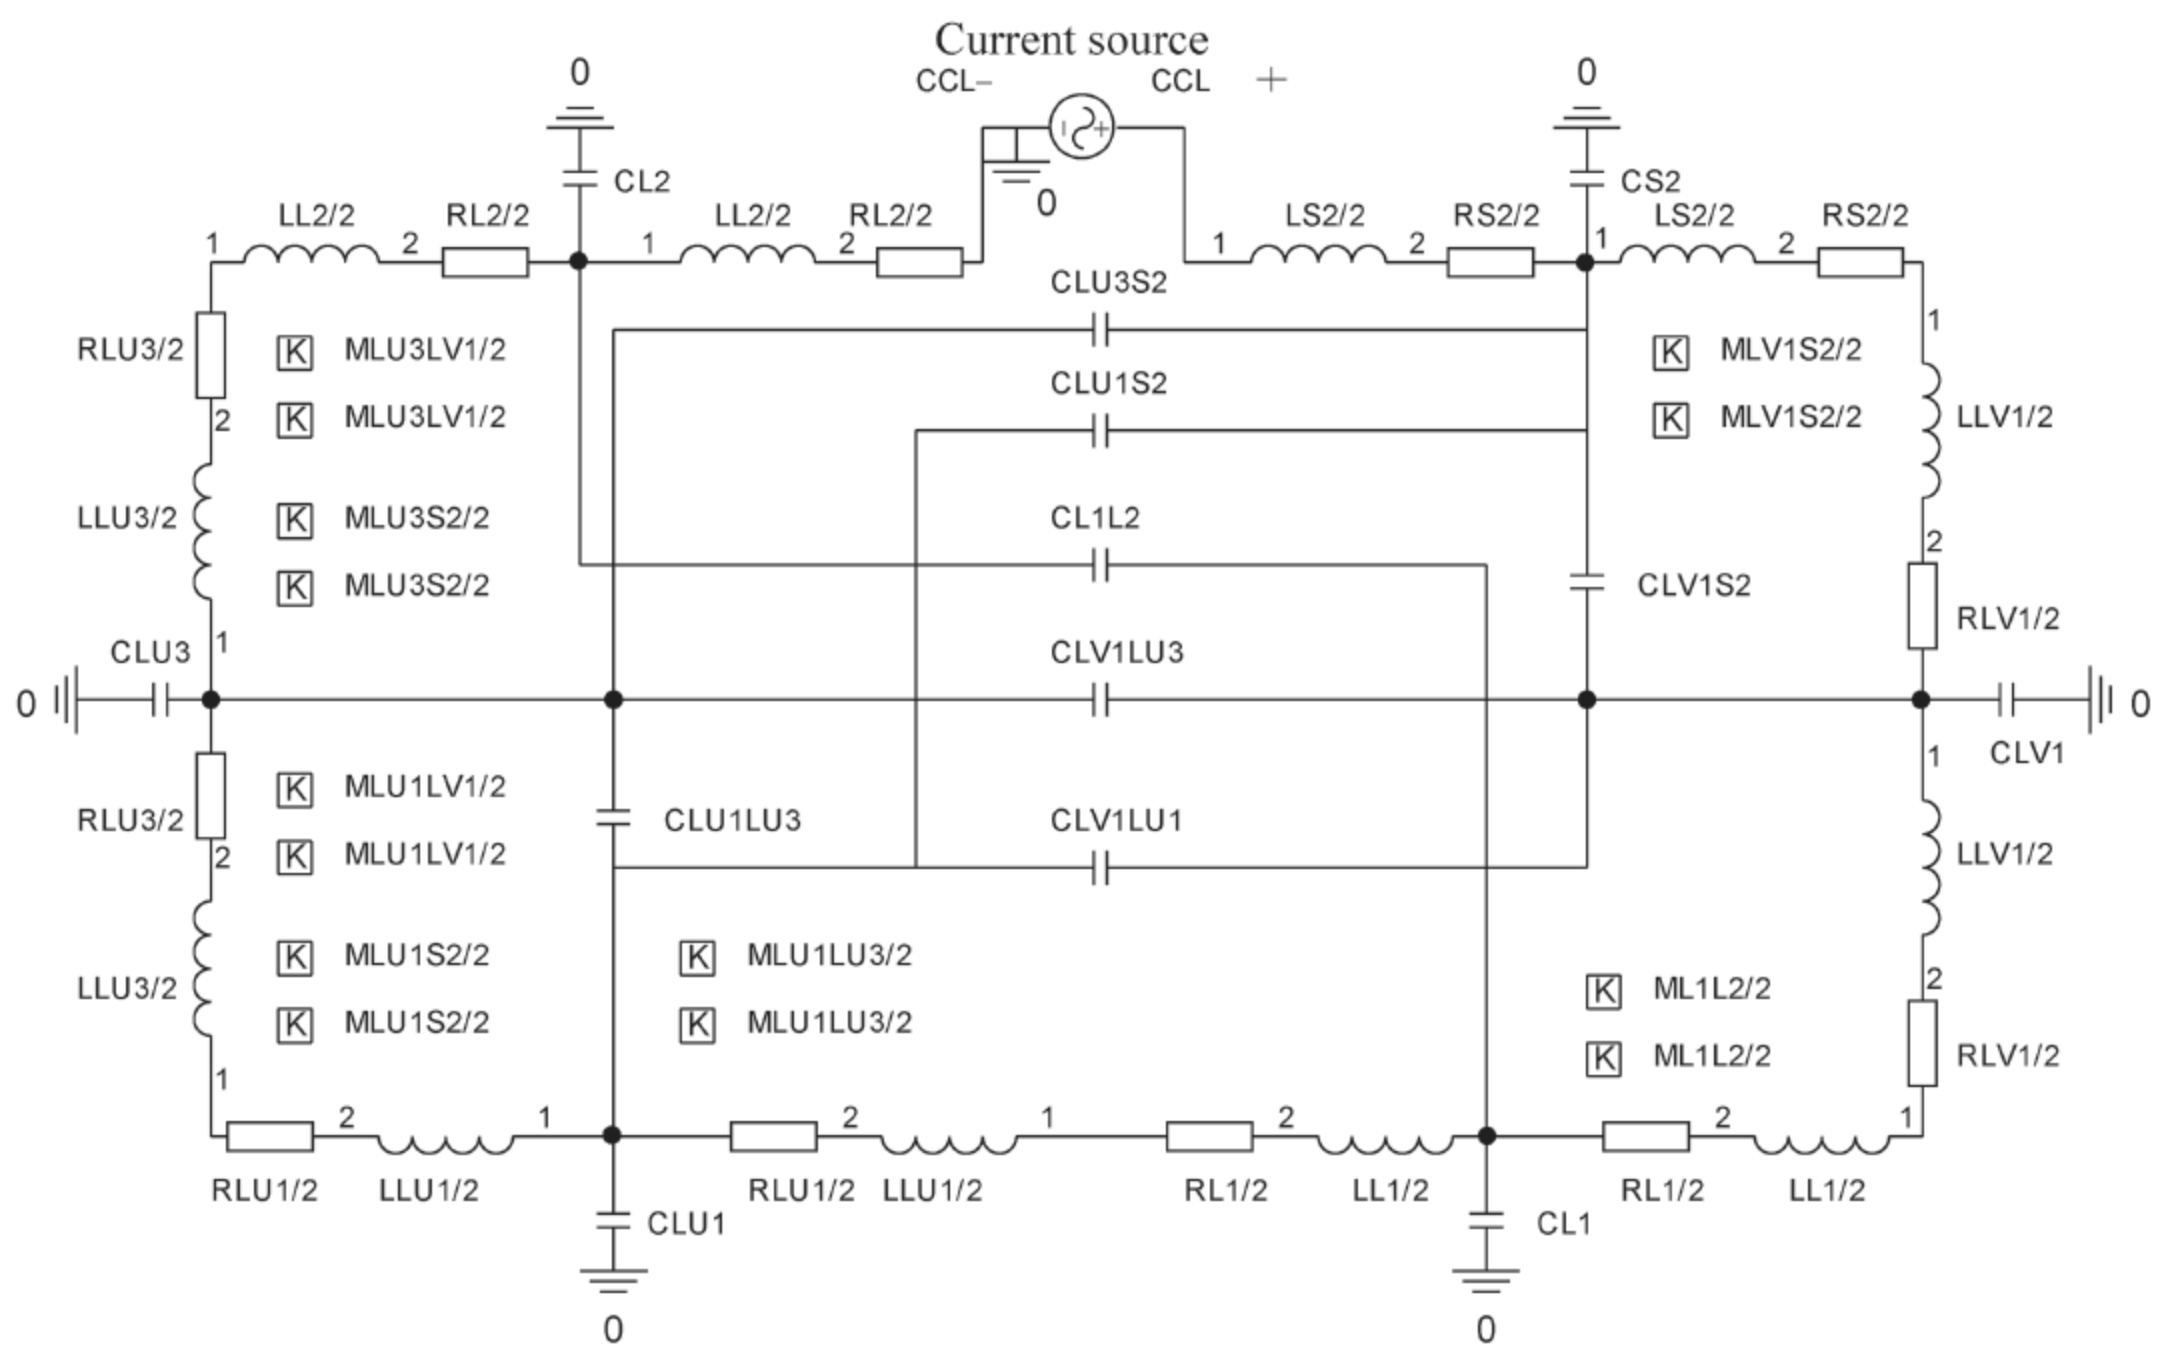 Current source
CCL– CCL +
0 0
CL2 CS2
0
LL2/2 RL2/2 LL2/2 RL2/2 LS2/2 RS2/2 LS2/2 RS2/2
1 2 1 2 1 2 1 2
CLU3S2
1
RLU3/2 K MLU3LV1/2 K MLV1S2/2
CLU1S2
2 K MLU3LV1/2 K MLV1S2/2 LLV1/2
LLU3/2 K MLU3S2/2 CL1L2
2
K MLU3S2/2 CLV1S2
RLV1/2
1
CLU3 CLV1LU3
0 0
1 CLV1
K MLU1LV1/2
RLU3/2 CLU1LU3 CLV1LU1
2 K MLU1LV1/2 LLV1/2
K MLU1S2/2 K MLU1LU3/2
2
LLU3/2 K ML1L2/2
K MLU1S2/2 K MLU1LU3/2
K ML1L2/2 RLV1/2
1
2 1 2 1 2 2 1
RLU1/2 LLU1/2 RLU1/2 LLU1/2 RL1/2 LL1/2 RL1/2 LL1/2
CLU1 CL1
0 0